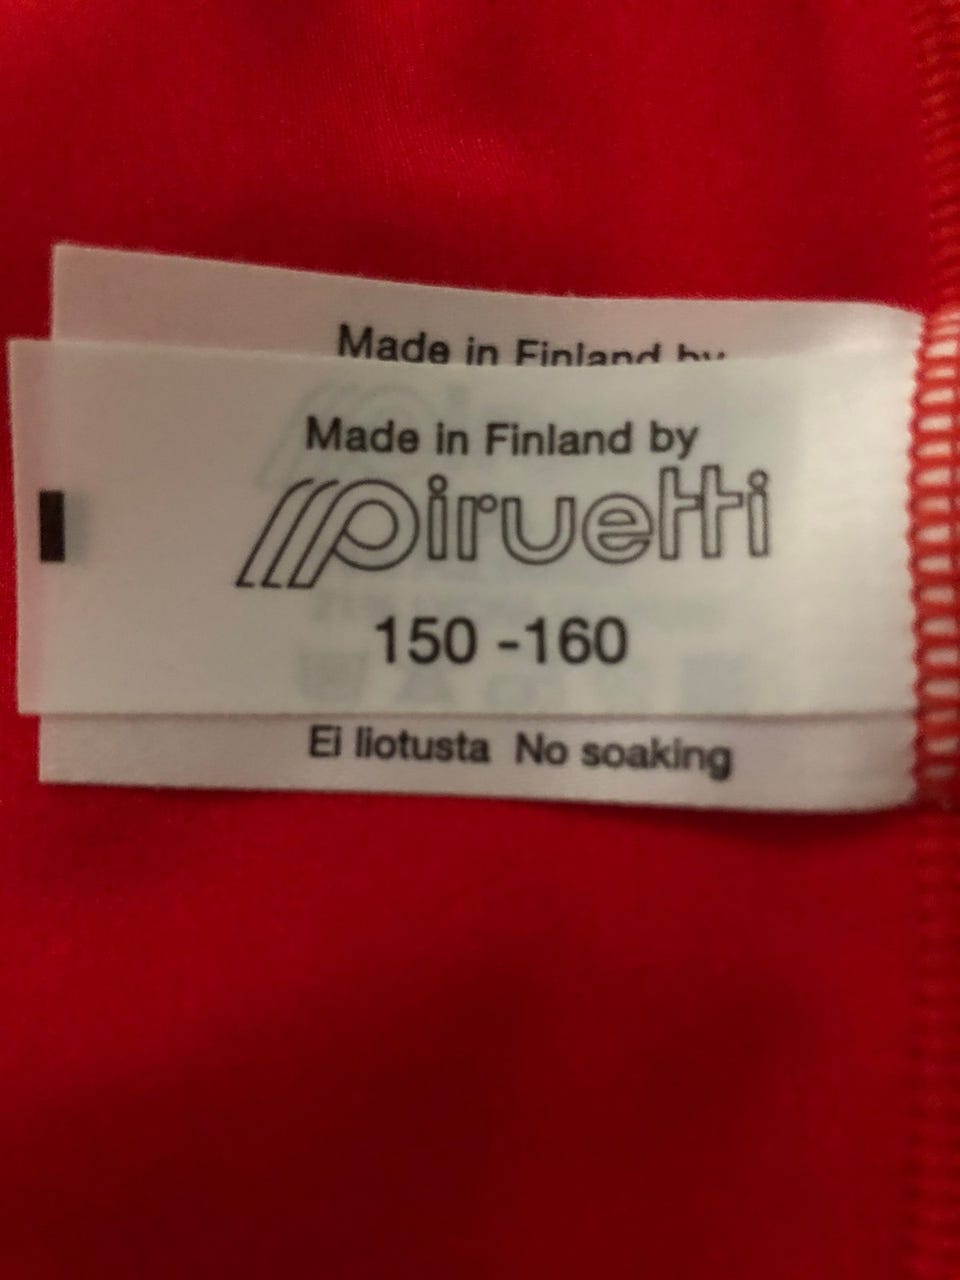 Made in Finland by
Made in Finland by
piruetti
150 -160
Ei liotusta No soaking